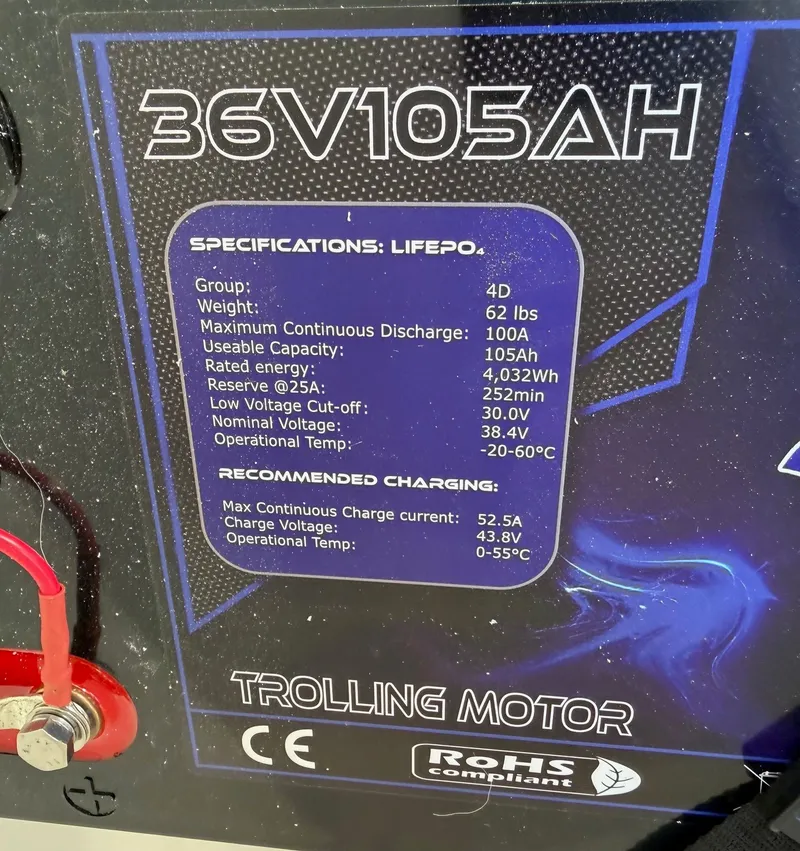 36V105AH
SPECIFICATIONS: LIFEPO₄
Group: 4D
Weight: 62 lbs
Maximum Continuous Discharge: 100A
Useable Capacity: 105Ah
Rated energy: 4,032Wh
Reserve @25A: 252min
Low Voltage Cut-off: 30.0V
Nominal Voltage: 38.4V
Operational Temp: -20-60°C
RECOMMENDED CHARGING:
Max Continuous Charge current: 52.5A
Charge Voltage: 43.8V
Operational Temp: 0-55°C
TROLLING MOTOR
CE
RoHS
compliant
+